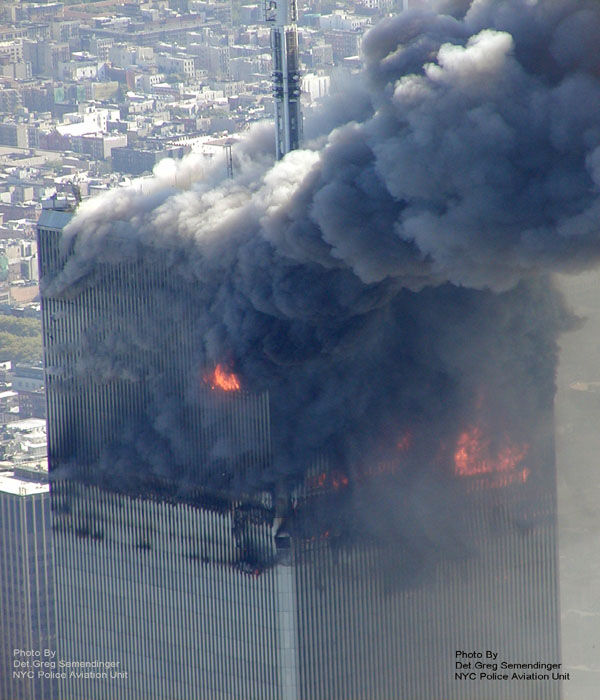 Photo By
Det.Greg Semendinger
NYC Police Aviation Unit
Photo By
Det.Greg Semendinger
NYC Police Aviation Unit